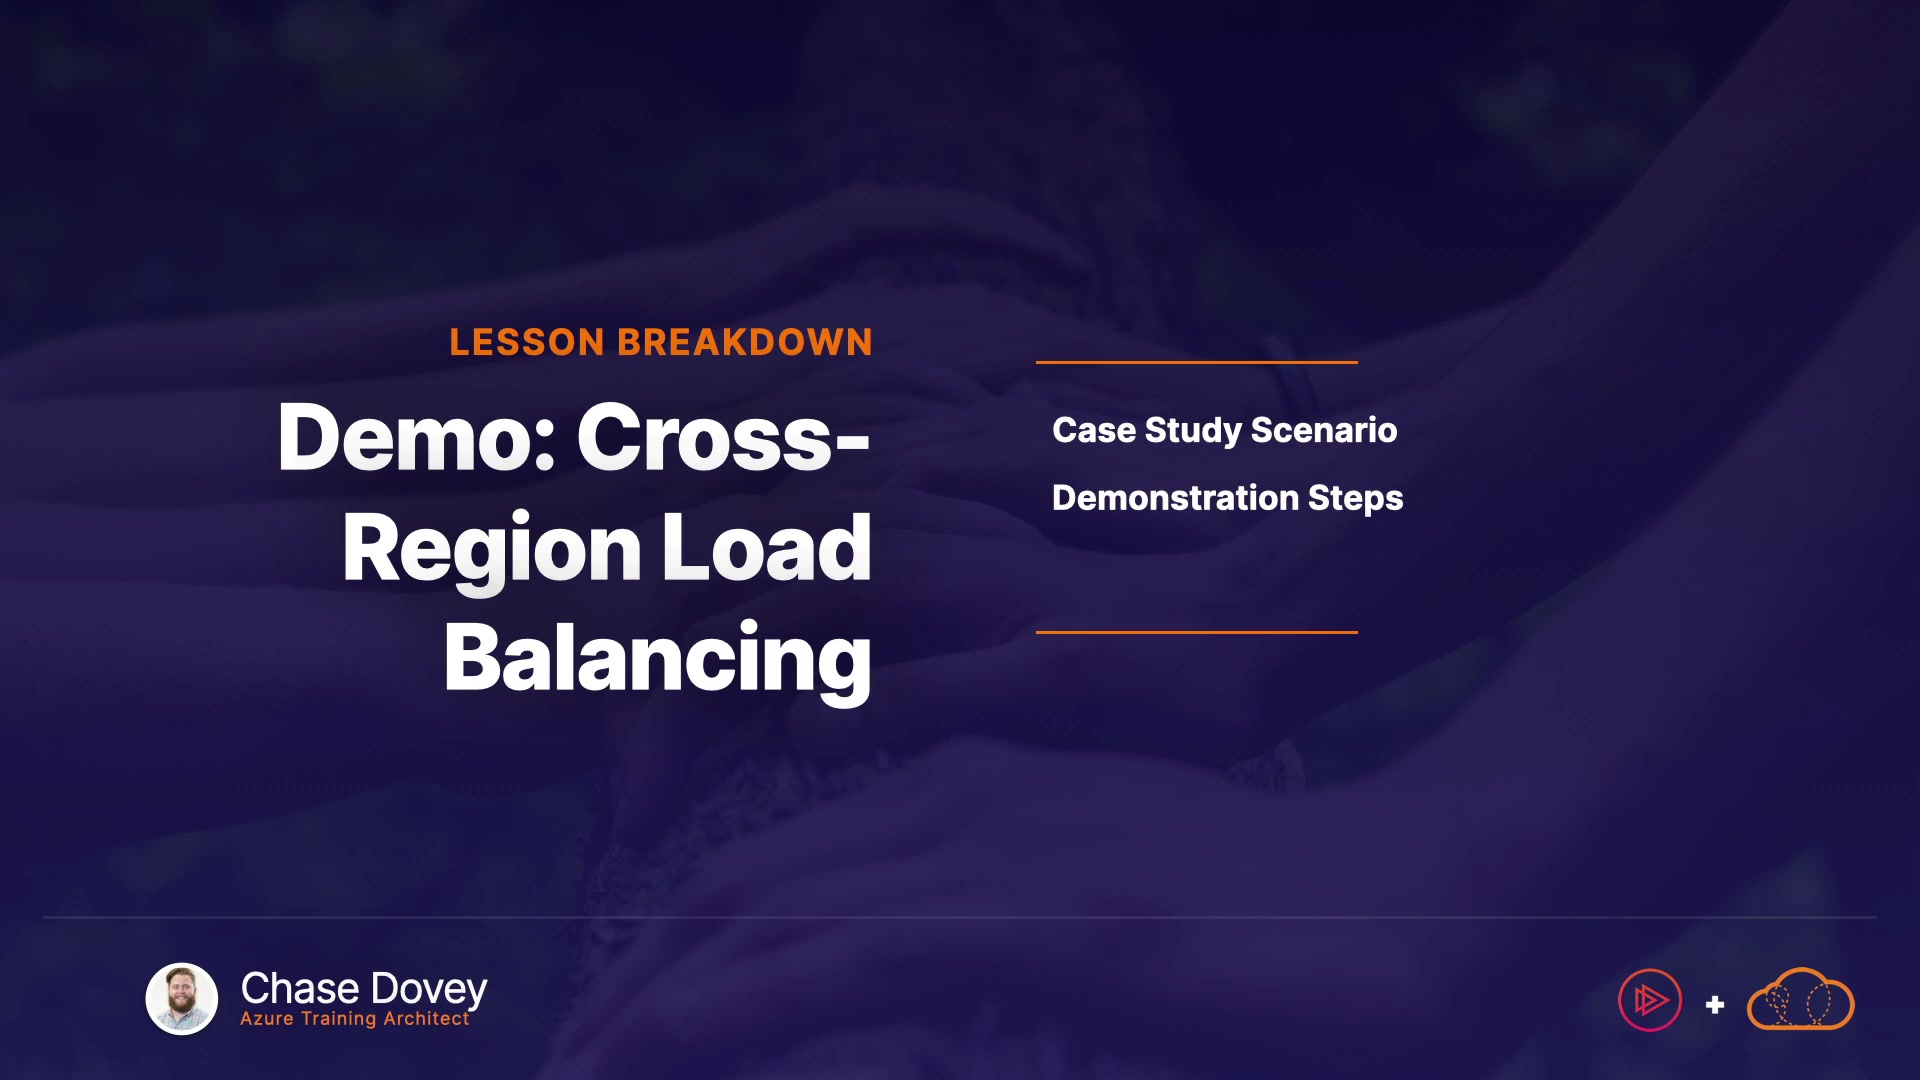 LESSON BREAKDOWN
Demo: Cross-
Region Load
Balancing
Case Study Scenario
Demonstration Steps
Chase Dovey
Azure Training Architect